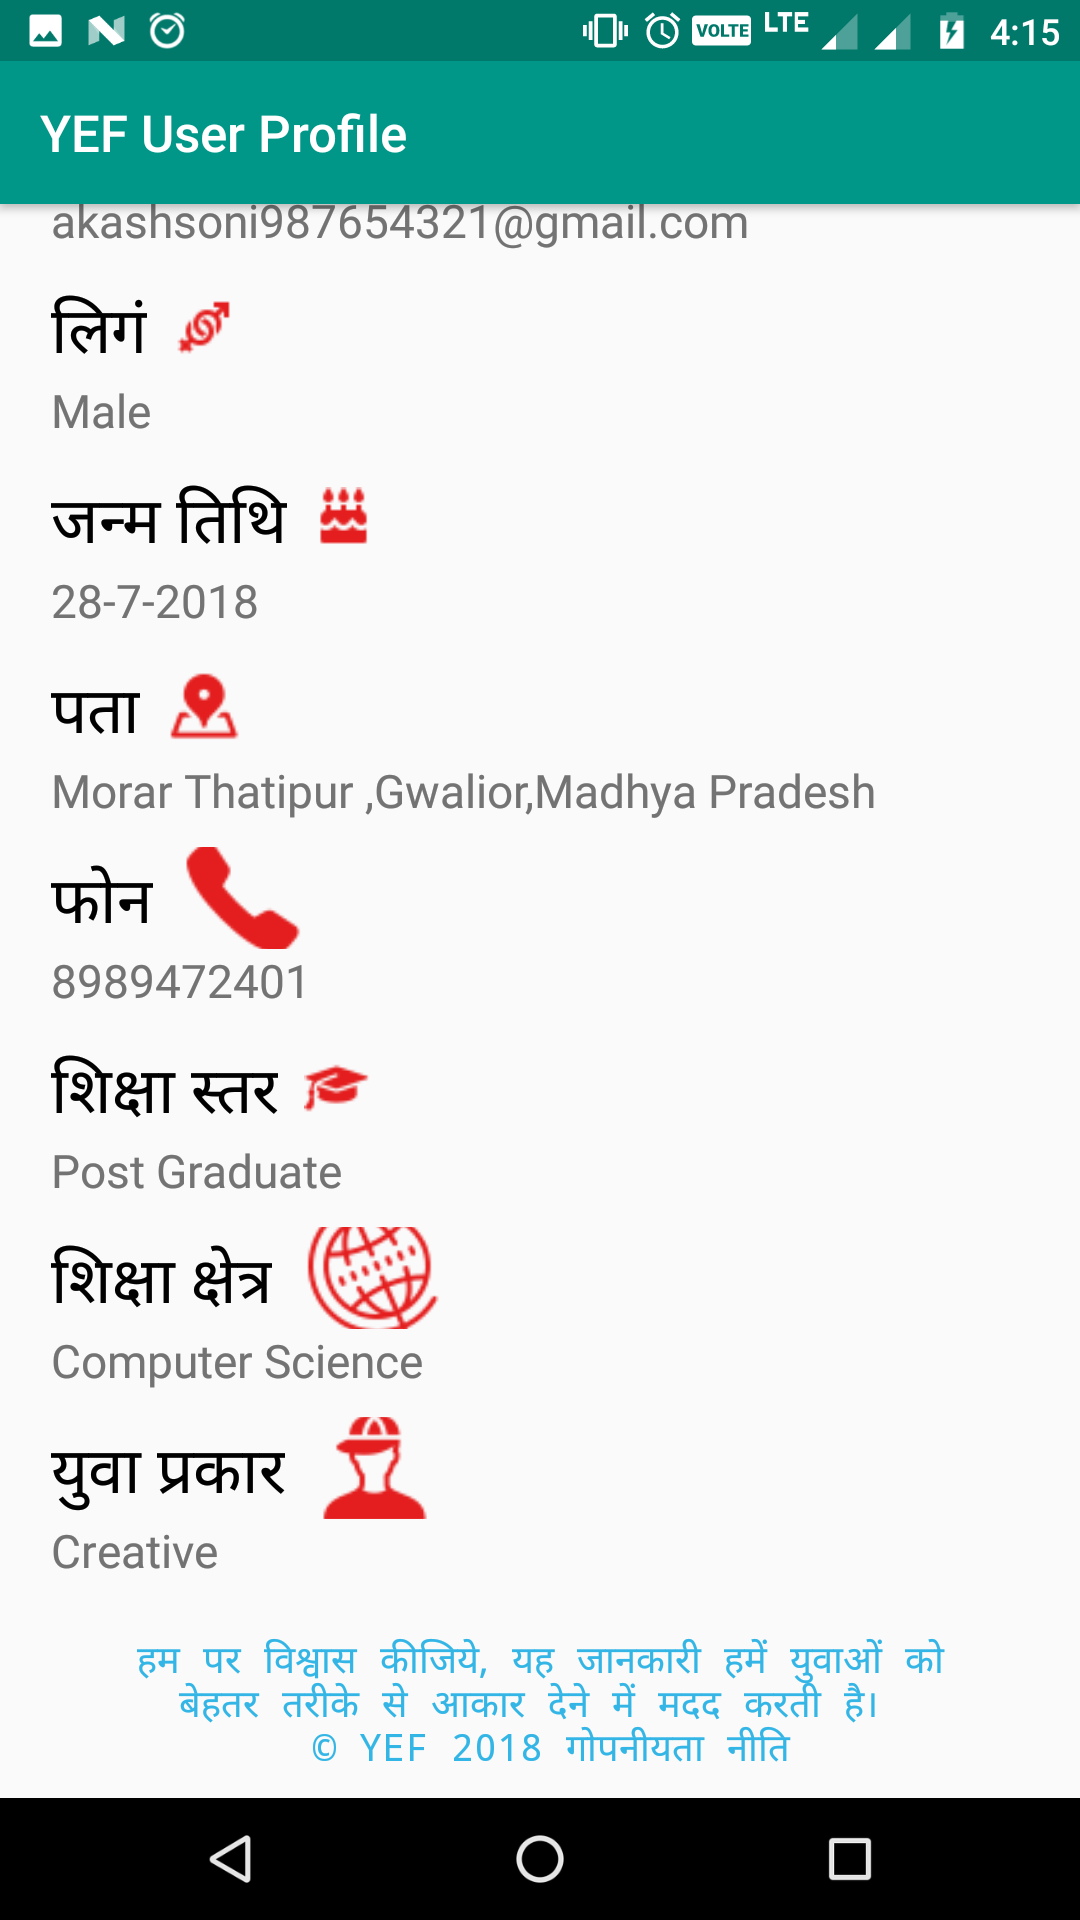 VOLTE LTE 4:15
YEF User Profile
akashsoni987654321@gmail.com
लिगं
Male
जन्म तिथि
28-7-2018
पता
Morar Thatipur ,Gwalior,Madhya Pradesh
फोन
8989472401
शिक्षा स्तर
Post Graduate
शिक्षा क्षेत्र
Computer Science
युवा प्रकार
Creative
हम पर विश्वास कीजिये, यह जानकारी हमें युवाओं को
बेहतर तरीके से आकार देने में मदद करती है।
© YEF 2018 गोपनीयता नीति